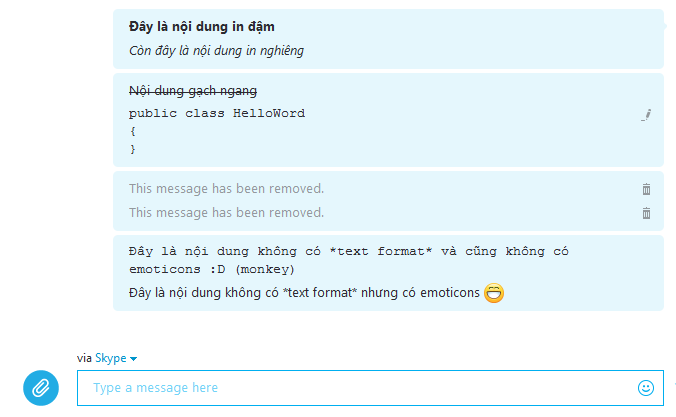 Đây là nội dung in đậm
Còn đây là nội dung in nghiêng
Nội dung gạch ngang
public class HelloWord
{
}
This message has been removed.
This message has been removed.
Đây là nội dung không có *text format* và cũng không có
emoticons :D (monkey)
Đây là nội dung không có *text format* nhưng có emoticons
via Skype
Type a message here